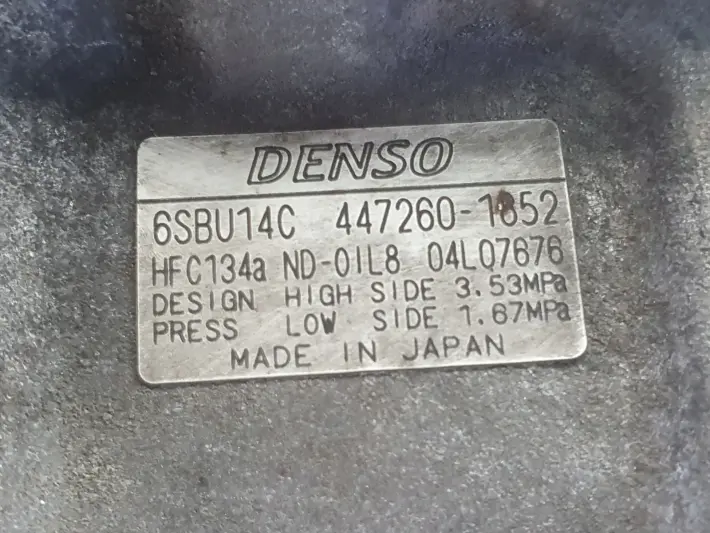 DENSO
6SBU14C 447260-1852
HFC134a ND-OIL8 04L07676
DESIGN HIGH SIDE 3.53MPa
PRESS LOW SIDE 1.67MPa
MADE IN JAPAN